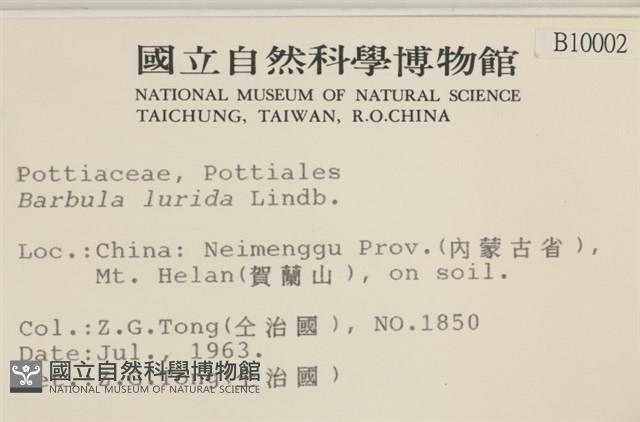 B10002
國立自然科學博物館
NATIONAL MUSEUM OF NATURAL SCIENCE
TAICHUNG, TAIWAN, R.O.CHINA
Pottiaceae, Pottiales
Barbula lurida Lindb.
Loc.:China: Neimenggu Prov.(內蒙古省),
Mt. Helan(賀蘭山), on soil.
Col.:Z.G.Tong(仝治國), NO.1850
Date:Jul., 1963.
Z.G.Tong(仝治國)
國立自然科學博物館
NATIONAL MUSEUM OF NATURAL SCIENCE